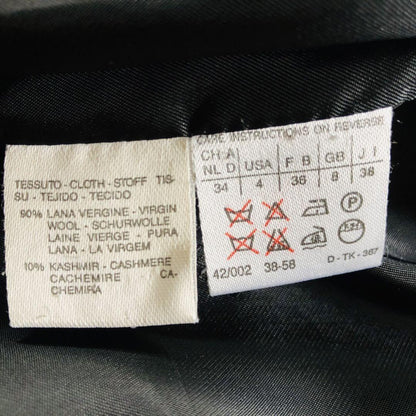 TESSUTO - CLOTH - STOFF TIS-
SU - TEJIDO - TECIDO
90% LANA VERGINE - VIRGIN
WOOL - SCHURWOLLE
LAINE VIERGE - PURA
LANA - LA VIRGEM
10% KASHMIR - CASHMERE
CACHEMIRE CA-
CHEMIRA
CARE INSTRUCTIONS ON REVERSE
CH A USA F B GB J I
NL D
34 4 36 8 38
P
42/002 38-58 D - TK - 367